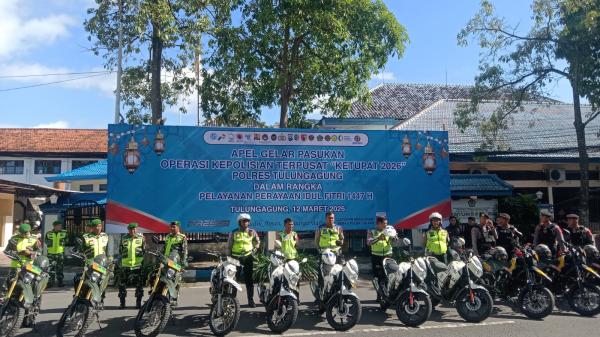 APEL GELAR PASUKAN
OPERASI KEPOLISIAN TERPUSAT "KETUPAT 2026"
POLRES TULUNGAGUNG
DALAM RANGKA
PELAYANAN PERAYAAN IDUL FITRI 1447 H
TULUNGAGUNG, 12 MARET 2026